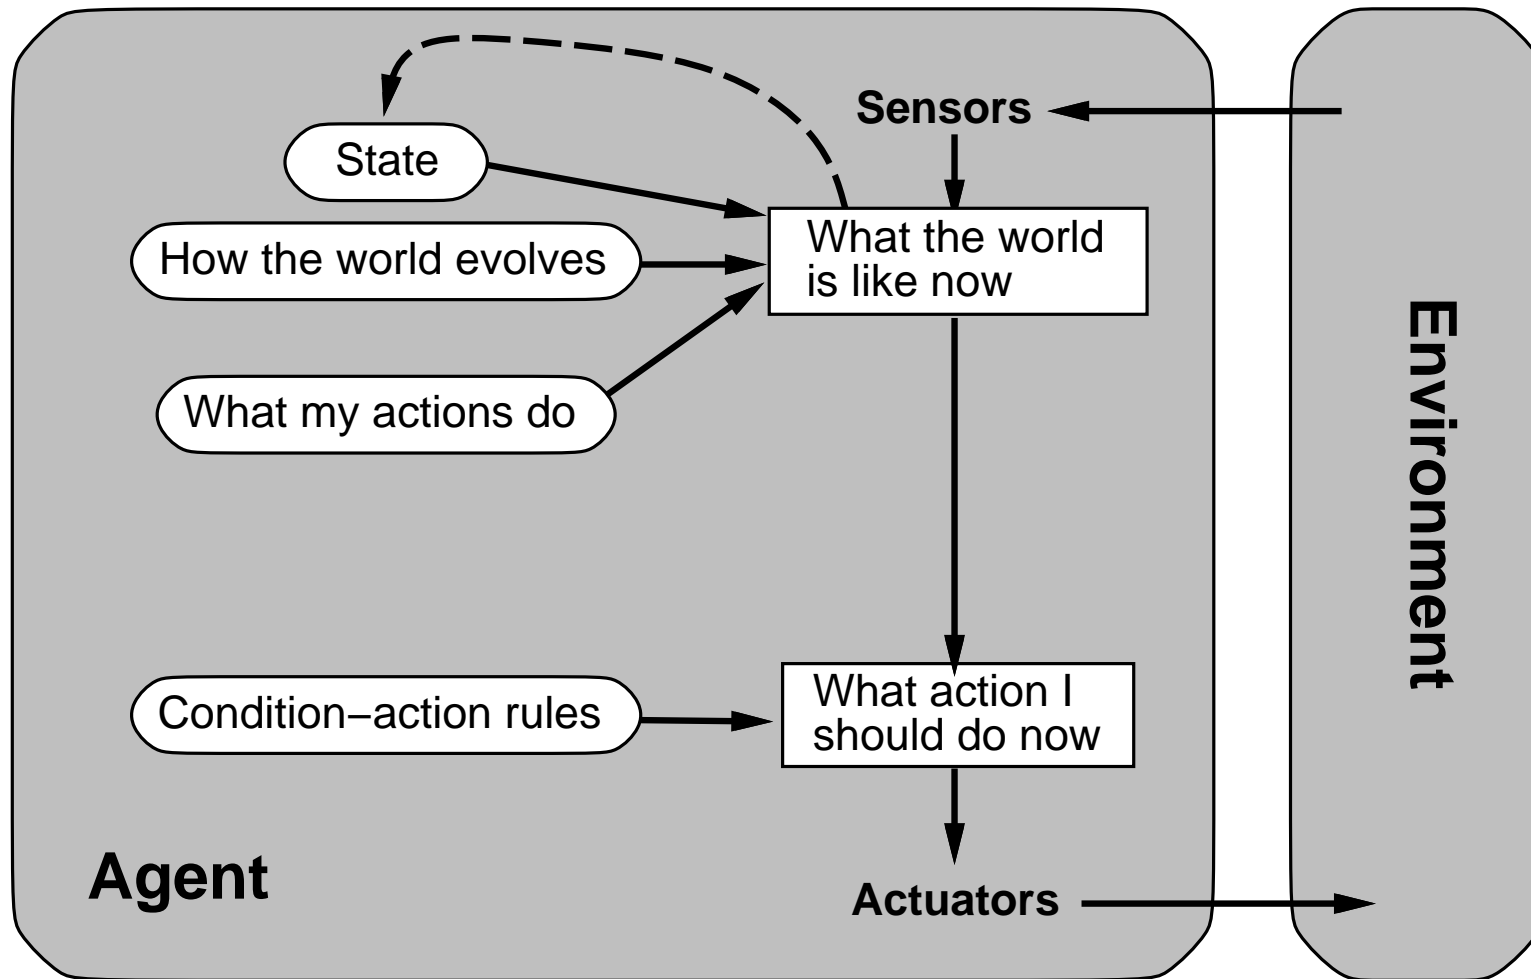 Sensors
State
What the world
is like now
How the world evolves
What my actions do
Environment
Condition–action rules
What action I
should do now
Agent
Actuators